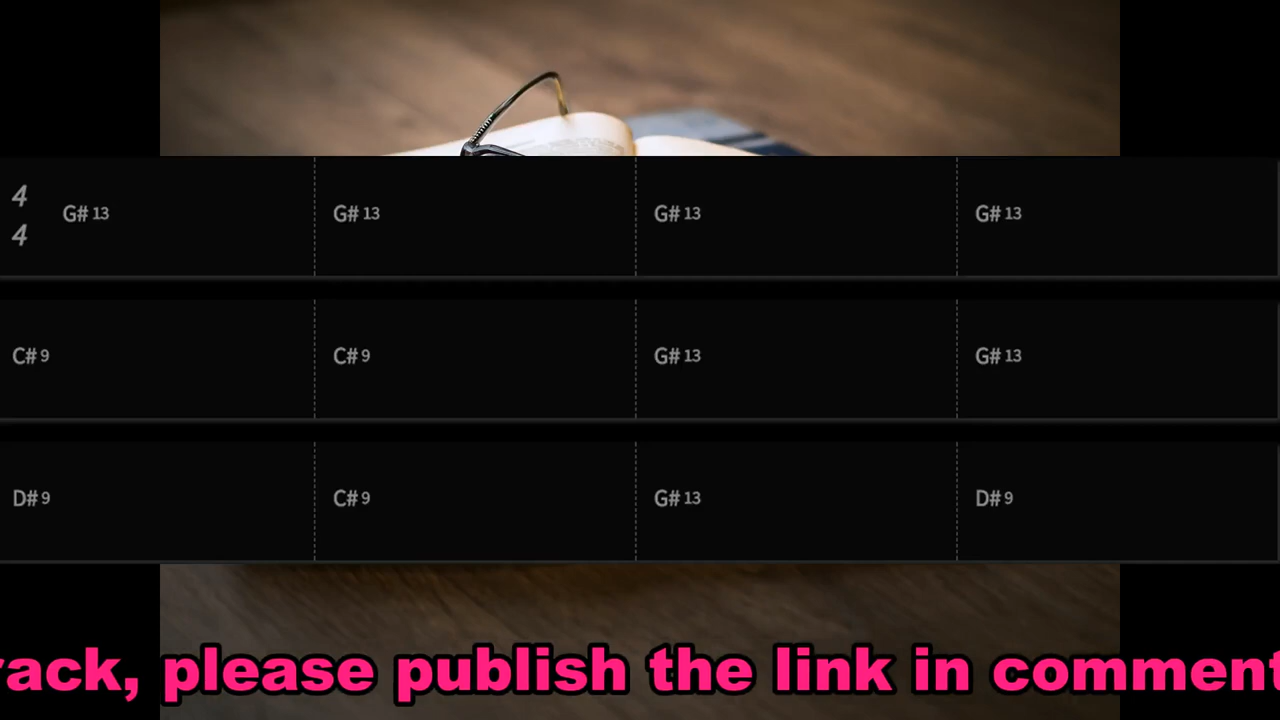 4
4
G# 13 G# 13 G# 13 G# 13
C# 9 C# 9 G# 13 G# 13
D# 9 C# 9 G# 13 D# 9
rack, please publish the link in comment